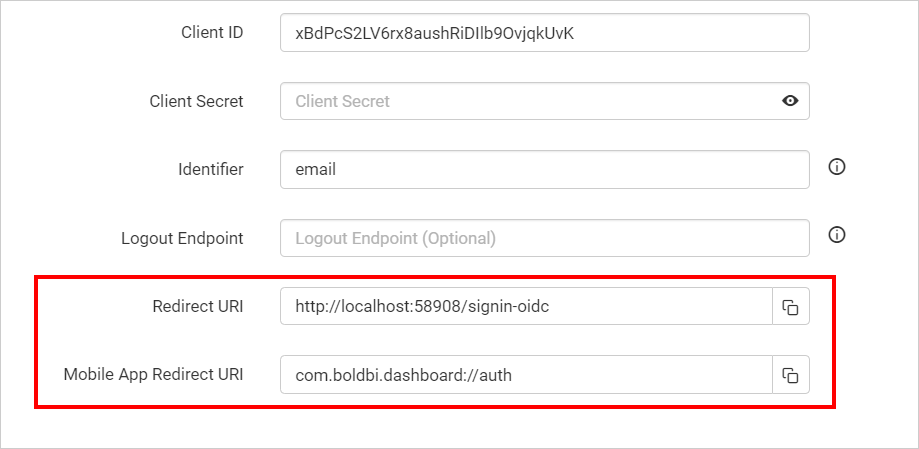 Client ID xBdPcS2LV6rx8aushRiDIlb9OvjqkUvK
Client Secret Client Secret
Identifier email
Logout Endpoint Logout Endpoint (Optional)
Redirect URI http://localhost:58908/signin-oidc
Mobile App Redirect URI com.boldbi.dashboard://auth